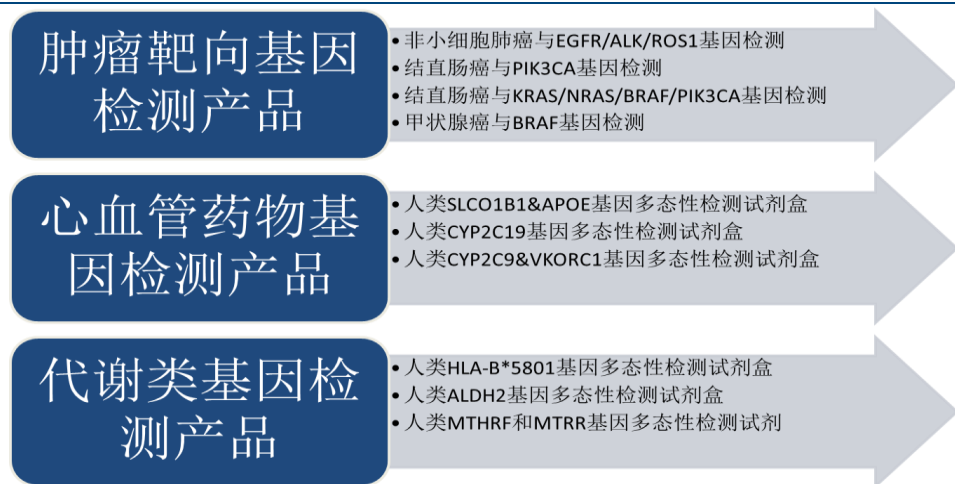 肿瘤靶向基因
检测产品
• 非小细胞肺癌与EGFR/ALK/ROS1基因检测
• 结直肠癌与PIK3CA基因检测
• 结直肠癌与KRAS/NRAS/BRAF/PIK3CA基因检测
• 甲状腺癌与BRAF基因检测
心血管药物基
因检测产品
• 人类SLCO1B1&APOE基因多态性检测试剂盒
• 人类CYP2C19基因多态性检测试剂盒
• 人类CYP2C9&VKORC1基因多态性检测试剂盒
代谢类基因检
测产品
• 人类HLA-B*5801基因多态性检测试剂盒
• 人类ALDH2基因多态性检测试剂盒
• 人类MTHRF和MTRR基因多态性检测试剂